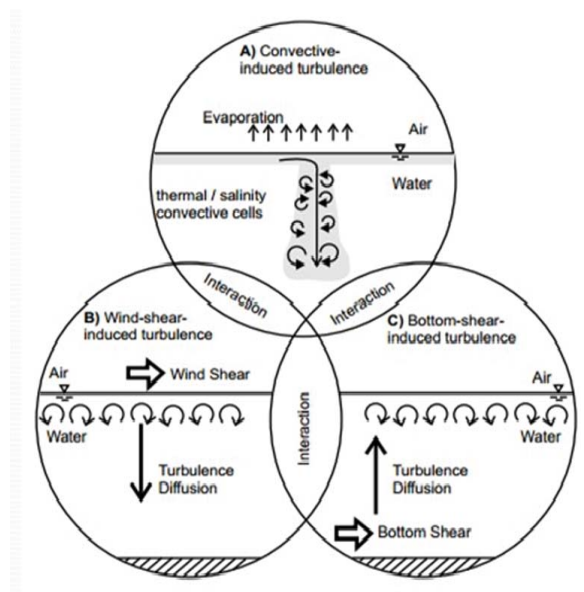 A) Convective-
induced turbulence
Evaporation
Air
Water
thermal / salinity
convective cells
Interaction
Interaction
B) Wind-shear-
induced turbulence
Air
Wind Shear
Water
Turbulence
Diffusion
Interaction
C) Bottom-shear-
induced turbulence
Air
Water
Turbulence
Diffusion
Bottom Shear